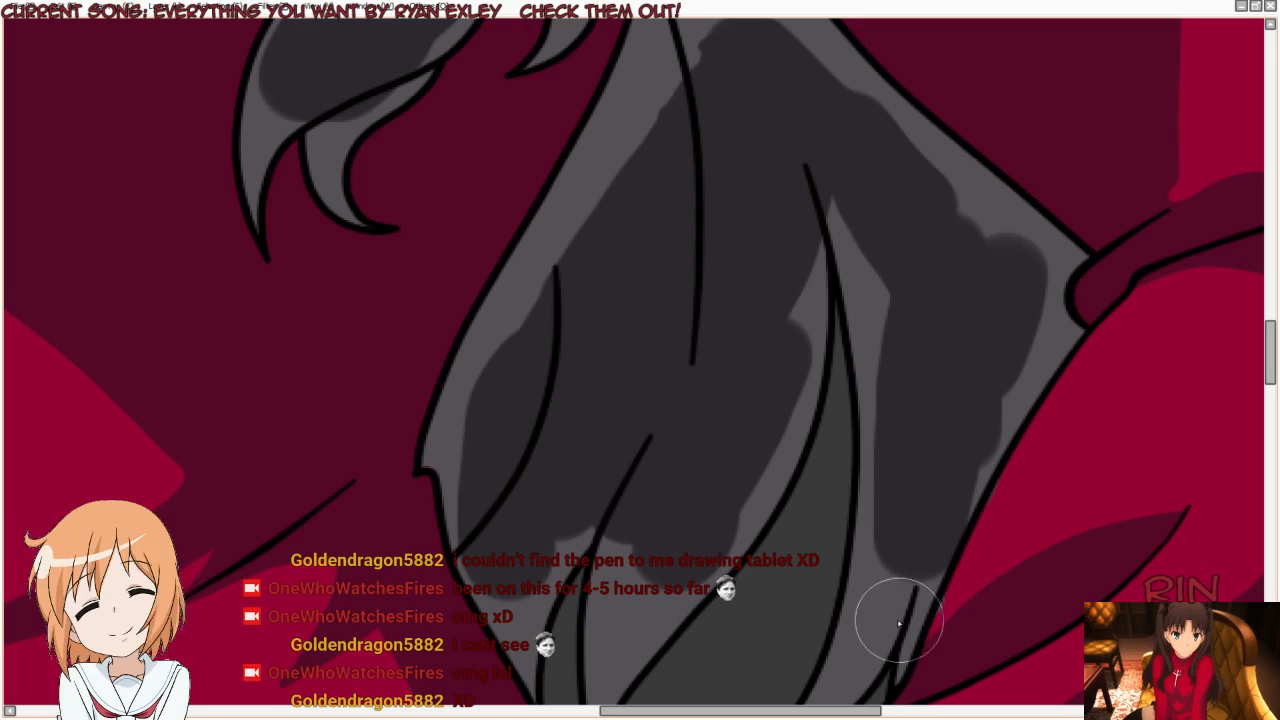 CURRENT SONG: EVERYTHING YOU WANT BY RYAN EXLEY CHECK THEM OUT!
Goldendragon5882 i couldn't find the pen to me drawing tablet XD
OneWhoWatchesFires been on this for 4-5 hours so far
OneWhoWatchesFires omg xD
Goldendragon5882 i cant see
OneWhoWatchesFires omg lol
Goldendragon5882 XD
RIN